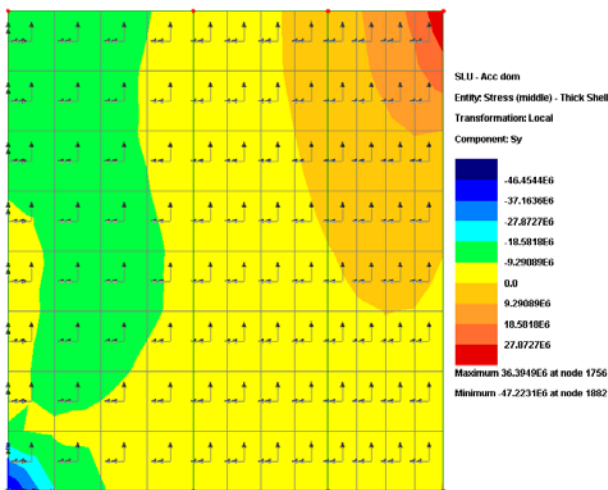 SLU - Acc dom
Entity: Stress (middle) - Thick Shell
Transformation: Local
Component: Sy
-46.4544E6
-37.1636E6
-27.8727E6
-18.5818E6
-9.29089E6
0.0
9.29089E6
18.5818E6
27.8727E6
Maximum 36.3949E6 at node 1756
Minimum -47.2231E6 at node 1882